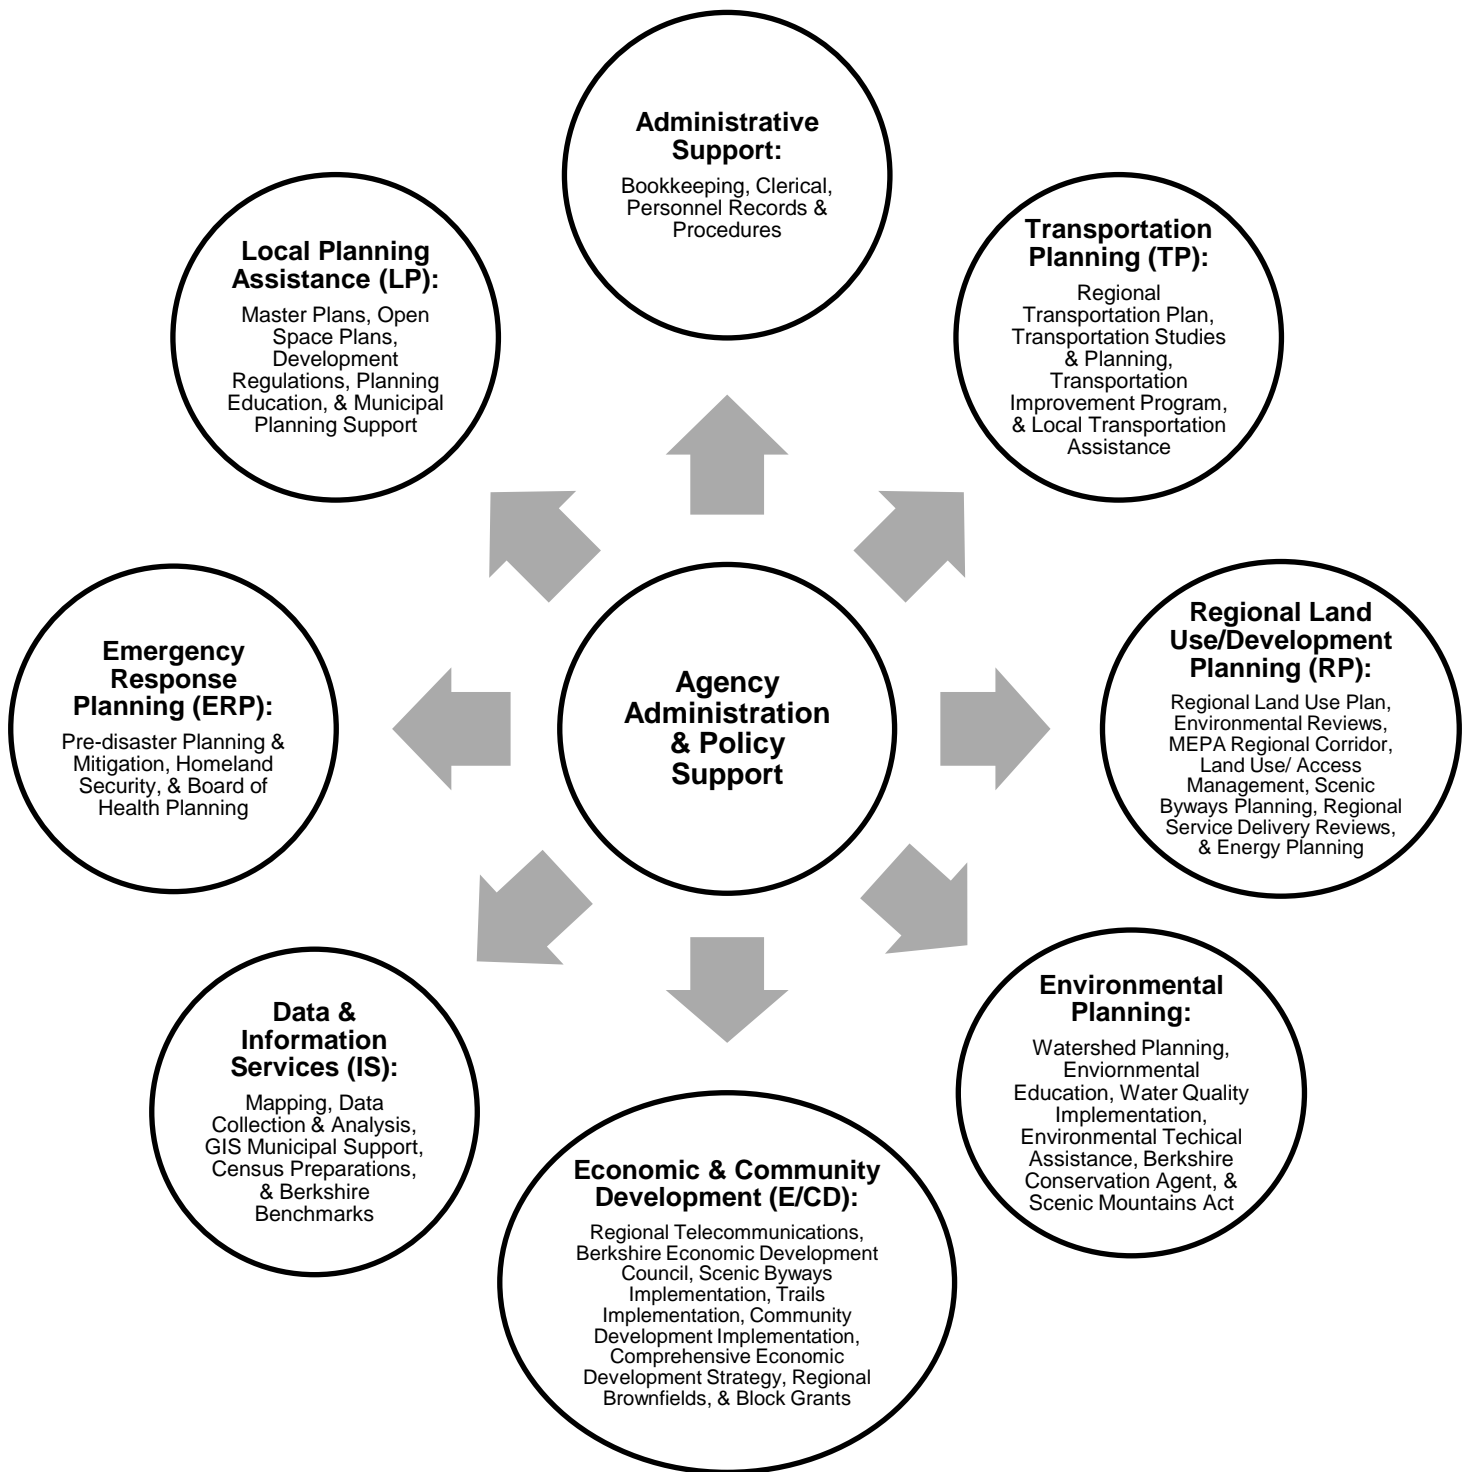 Administrative
Support:
Bookkeeping, Clerical,
Personnel Records &
Procedures
Transportation
Planning (TP):
Regional
Transportation Plan,
Transportation Studies
& Planning,
Transportation
Improvement Program,
& Local Transportation
Assistance
Regional Land
Use/Development
Planning (RP):
Regional Land Use Plan,
Environmental Reviews,
MEPA Regional Corridor,
Land Use/ Access
Management, Scenic
Byways Planning, Regional
Service Delivery Reviews,
& Energy Planning
Environmental
Planning:
Watershed Planning,
Enviornmental
Education, Water Quality
Implementation,
Environmental Techical
Assistance, Berkshire
Conservation Agent, &
Scenic Mountains Act
Economic & Community
Development (E/CD):
Regional Telecommunications,
Berkshire Economic Development
Council, Scenic Byways
Implementation, Trails
Implementation, Community
Development Implementation,
Comprehensive Economic
Development Strategy, Regional
Brownfields, & Block Grants
Data &
Information
Services (IS):
Mapping, Data
Collection & Analysis,
GIS Municipal Support,
Census Preparations,
& Berkshire
Benchmarks
Emergency
Response
Planning (ERP):
Pre-disaster Planning &
Mitigation, Homeland
Security, & Board of
Health Planning
Local Planning
Assistance (LP):
Master Plans, Open
Space Plans,
Development
Regulations, Planning
Education, & Municipal
Planning Support
Agency
Administration
& Policy
Support